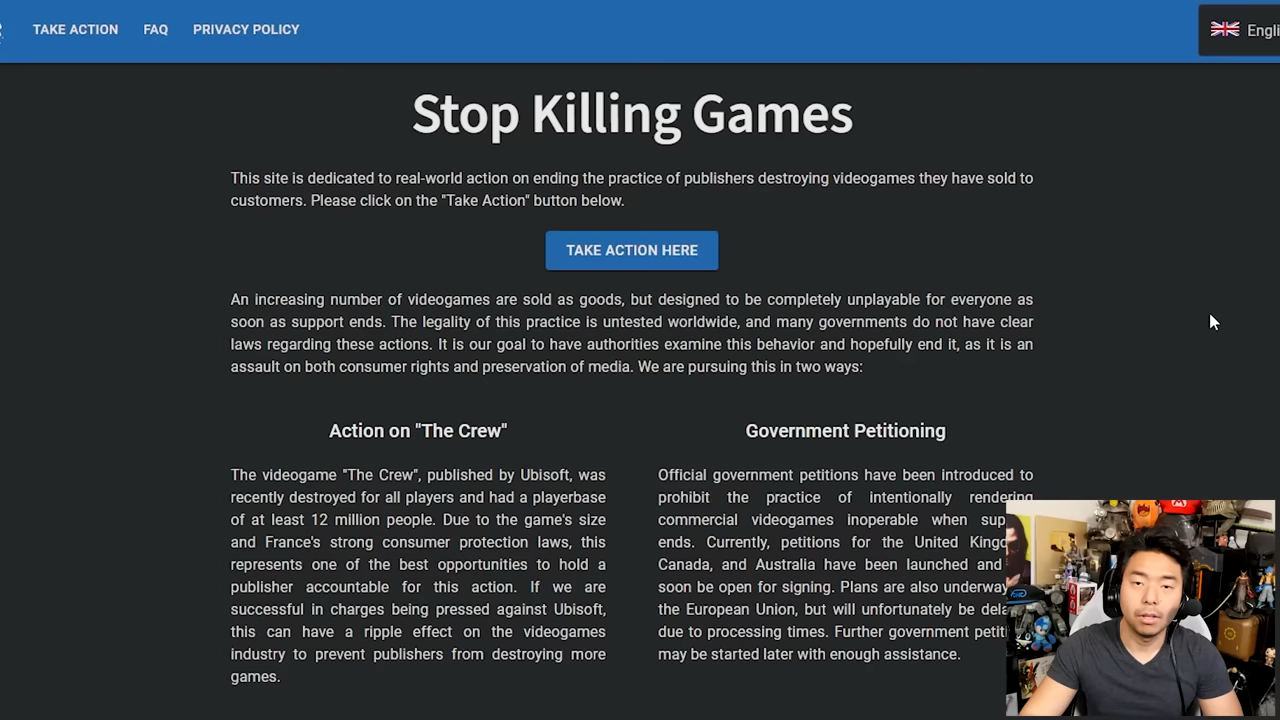 TAKE ACTION FAQ PRIVACY POLICY
Stop Killing Games
This site is dedicated to real-world action on ending the practice of publishers destroying videogames they have sold to
customers. Please click on the "Take Action" button below.
TAKE ACTION HERE
An increasing number of videogames are sold as goods, but designed to be completely unplayable for everyone as
soon as support ends. The legality of this practice is untested worldwide, and many governments do not have clear
laws regarding these actions. It is our goal to have authorities examine this behavior and hopefully end it, as it is an
assault on both consumer rights and preservation of media. We are pursuing this in two ways:
Action on "The Crew"
The videogame "The Crew", published by Ubisoft, was
recently destroyed for all players and had a playerbase
of at least 12 million people. Due to the game's size
and France's strong consumer protection laws, this
represents one of the best opportunities to hold a
publisher accountable for this action. If we are
successful in charges being pressed against Ubisoft,
this can have a ripple effect on the videogames
industry to prevent publishers from destroying more
games.
Government Petitioning
Official government petitions have been introduced to
prohibit the practice of intentionally rendering
commercial videogames inoperable when
ends. Currently, petitions for the United
Canada, and Australia have been launched and
soon be open for signing. Plans are also underway
the European Union, but will unfortunately be
due to processing times. Further government
may be started later with enough assistance.